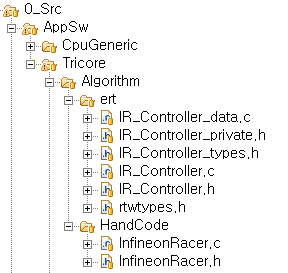 0_Src
AppSw
CpuGeneric
Tricore
Algorithm
ert
IR_Controller_data.c
IR_Controller_private.h
IR_Controller_types.h
IR_Controller.c
IR_Controller.h
rtwtypes.h
HandCode
InfineonRacer.c
InfineonRacer.h